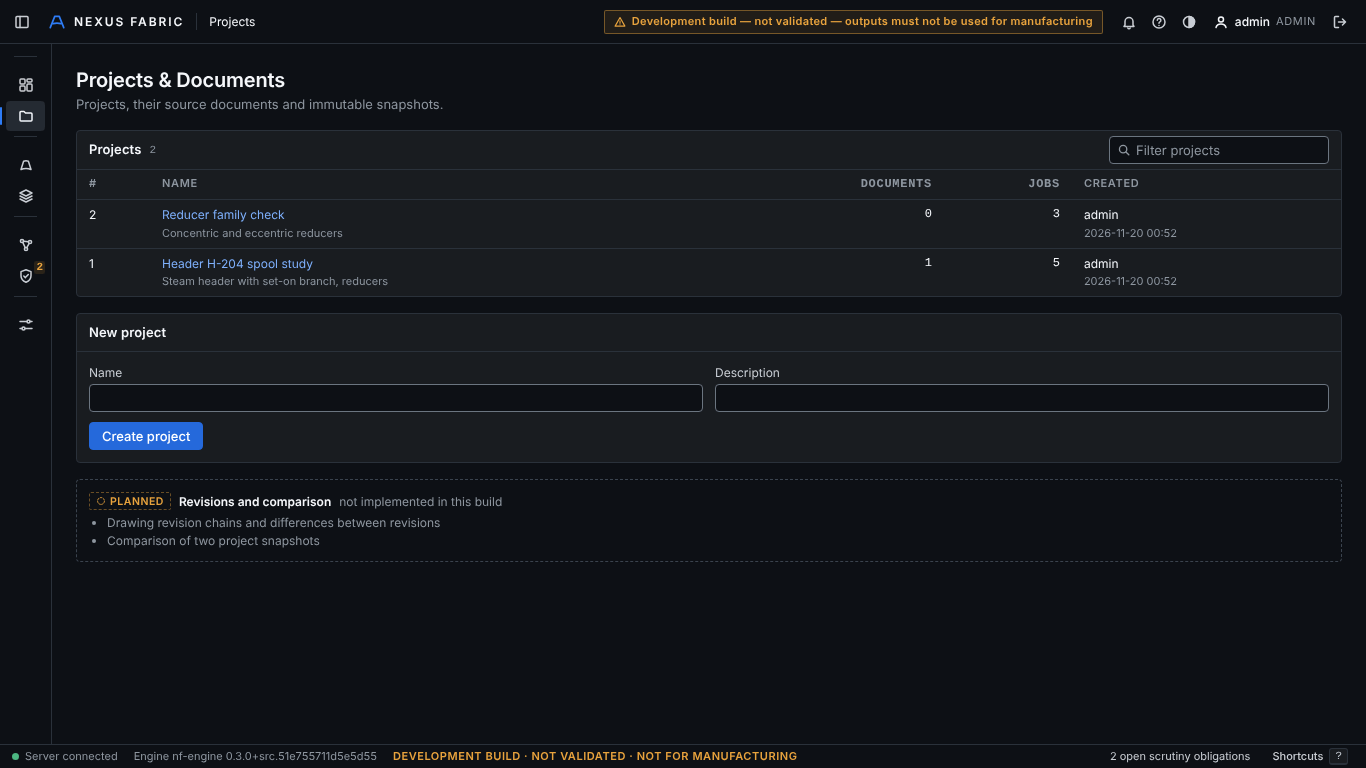 NEXUS FABRIC
Projects
Development build — not validated — outputs must not be used for manufacturing
admin ADMIN
2
Projects & Documents
Projects, their source documents and immutable snapshots.
Projects 2
Filter projects
# NAME DOCUMENTS JOBS CREATED
2 Reducer family check 0 3 admin
Concentric and eccentric reducers 2026-11-20 00:52
1 Header H-204 spool study 1 5 admin
Steam header with set-on branch, reducers 2026-11-20 00:52
New project
Name Description
Create project
PLANNED Revisions and comparison not implemented in this build
• Drawing revision chains and differences between revisions
• Comparison of two project snapshots
Server connected Engine nf-engine 0.3.0+src.51e755711d5e5d55 DEVELOPMENT BUILD · NOT VALIDATED · NOT FOR MANUFACTURING 2 open scrutiny obligations Shortcuts ?